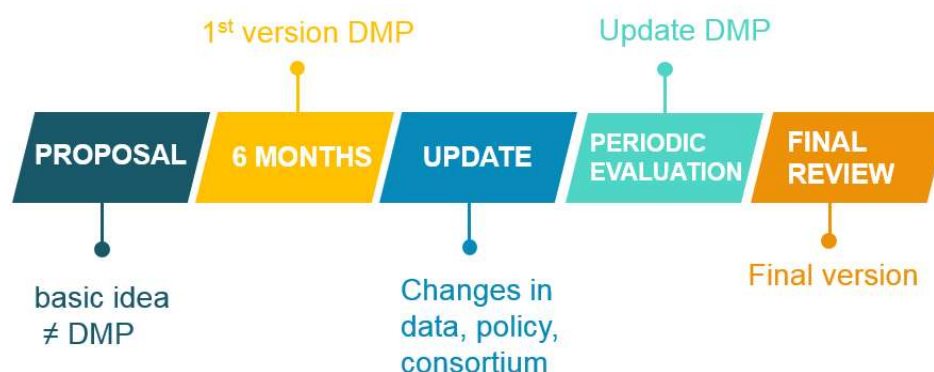 1st version DMP
Update DMP
PROPOSAL
6 MONTHS
UPDATE
PERIODIC
EVALUATION
FINAL
REVIEW
basic idea
≠ DMP
Changes in
data, policy,
consortium
Final version